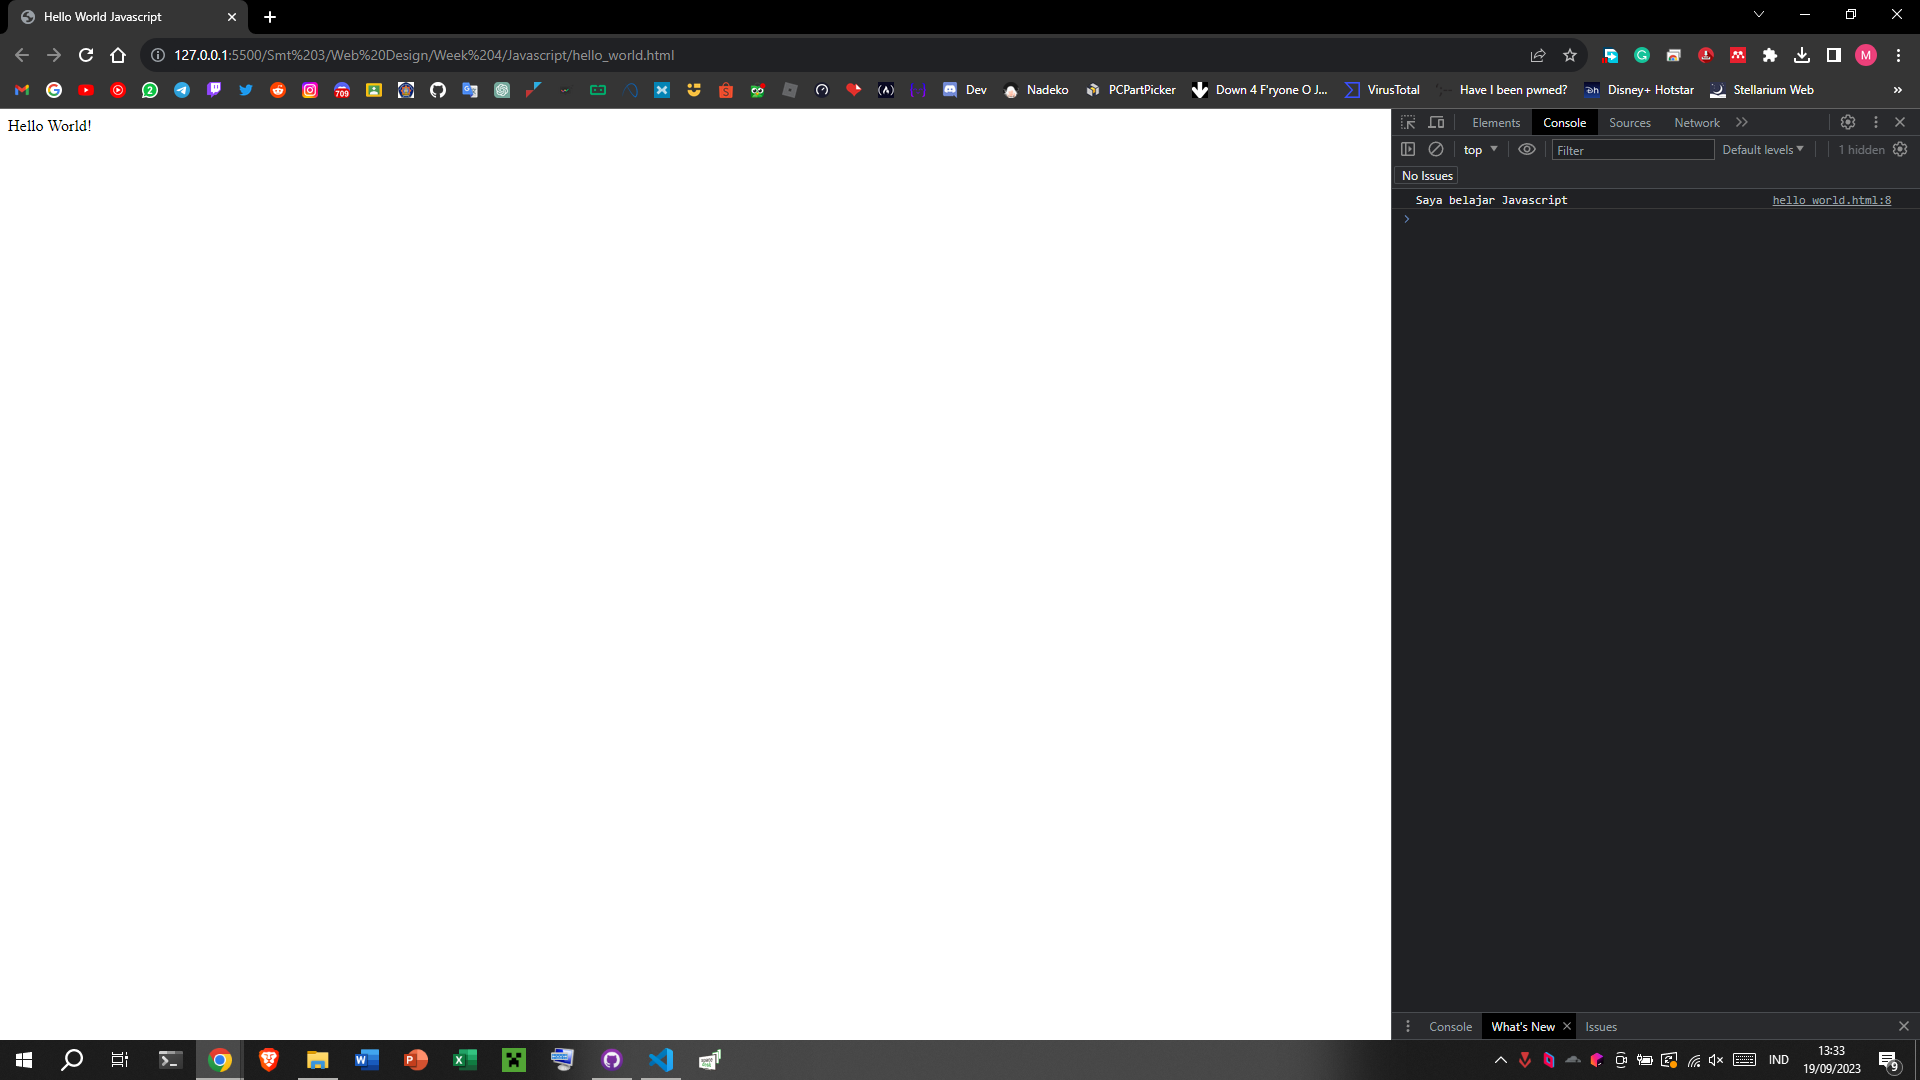 Hello World Javascript
127.0.0.1:5500/Smt%203/Web%20Design/Week%204/Javascript/hello_world.html
M
2
709
Dev
Nadeko
PCPartPicker
Down 4 F'ryone O J...
VirusTotal
Have I been pwned?
Disney+ Hotstar
Stellarium Web
»
Hello World!
Elements
Console
Sources
Network
top
Filter
Default levels
1 hidden
No Issues
Saya belajar Javascript
hello_world.html:8
Console
What's New
Issues
IND
13:33
19/09/2023
9